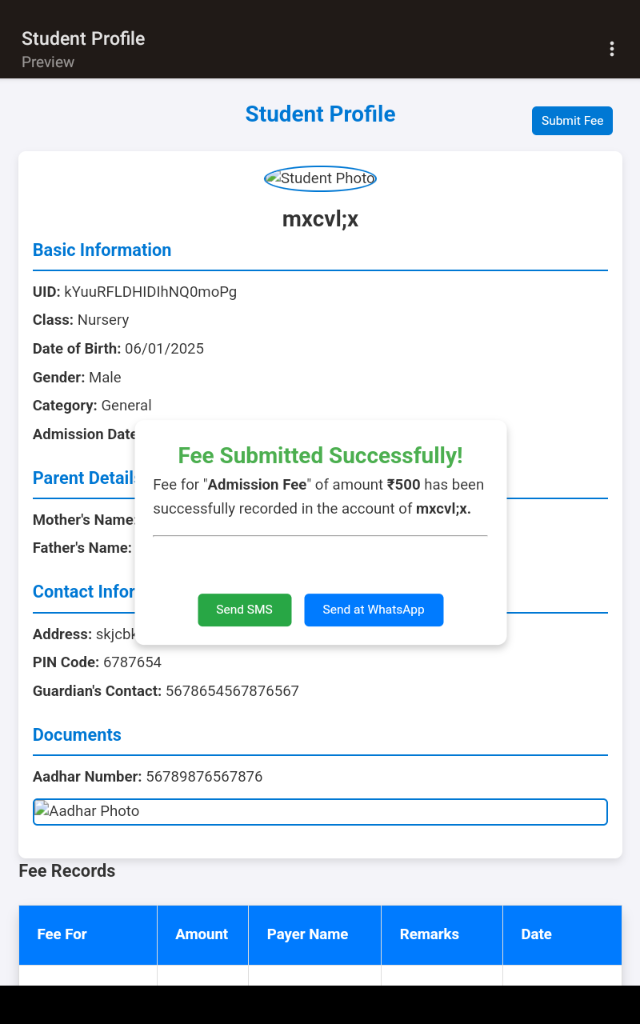 Student Profile
Preview
Student Profile
Submit Fee
Student Photo
mxcvl;x
Basic Information
UID: kYuuRFLDHIDIhNQ0moPg
Class: Nursery
Date of Birth: 06/01/2025
Gender: Male
Category: General
Admission Date
Fee Submitted Successfully!
Fee for "Admission Fee" of amount ₹500 has been
successfully recorded in the account of mxcvl;x.
Send SMS
Send at WhatsApp
Parent Detail
Mother's Name:
Father's Name:
Contact Infor
Address: skjcbk
PIN Code: 6787654
Guardian's Contact: 5678654567876567
Documents
Aadhar Number: 56789876567876
Aadhar Photo
Fee Records
Fee For Amount Payer Name Remarks Date